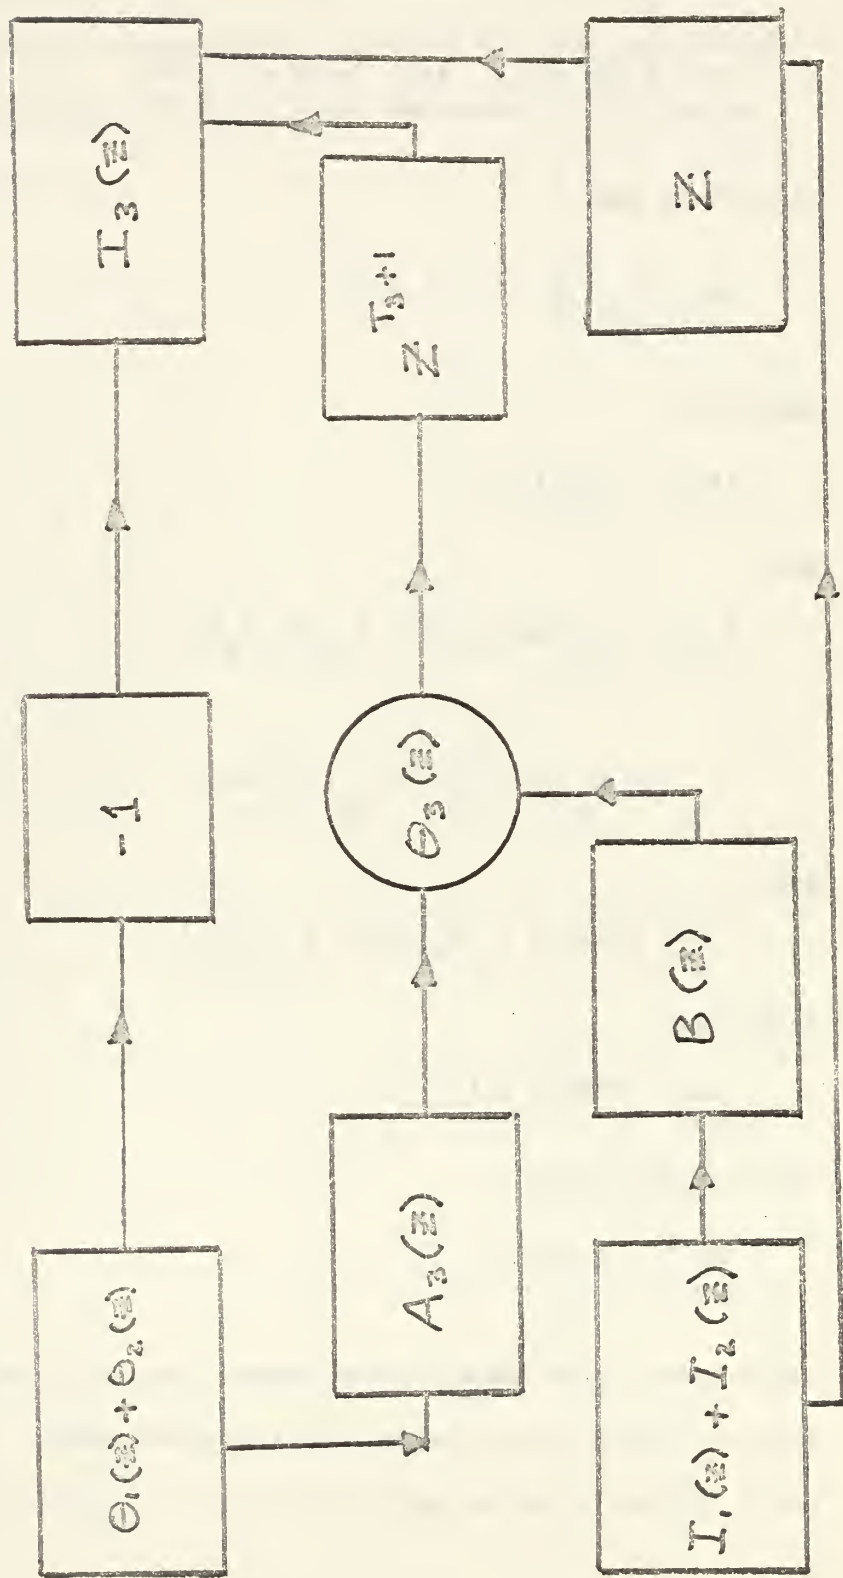 Θ₁(Z) + Θ₂(Z)
-1
I₃(Z)
A₃(Z)
Θ₃(Z)
Z^{T₃+1}
I₁(Z) + I₂(Z)
B(Z)
Z